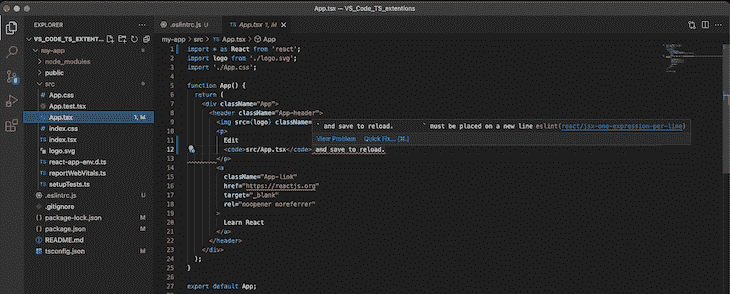 App.tsx — VS_Code_TS_extentions
EXPLORER
.eslintrc.js U
App.tsx 1, M
VS_CODE_TS_EXTENT...
my-app > src > App.tsx > App
my-app
node_modules
public
src
App.css
App.test.tsx
App.tsx 1, M
index.css
index.tsx
logo.svg
react-app-env.d.ts
reportWebVitals.ts
setupTests.ts
.eslintrc.js U
.gitignore
package-lock.json M
package.json M
README.md
tsconfig.json M
1 import * as React from 'react';
2 import logo from './logo.svg';
3 import './App.css';
4
5 function App() {
6 return (
7 <div className="App">
8 <header className="App-header">
9 <img src={logo} className=
` and save to reload. ` must be placed on a new line eslint(react/jsx-one-expression-per-line)
View Problem Quick Fix... (⌘.)
10 <p>
11 Edit
12 <code>src/App.tsx</code> and save to reload.
13 </p>
14 <a
15 className="App-link"
16 href="https://reactjs.org"
17 target="_blank"
18 rel="noopener noreferrer"
19 >
20 Learn React
21 </a>
22 </header>
23 </div>
24 );
25 }
26
27 export default App;